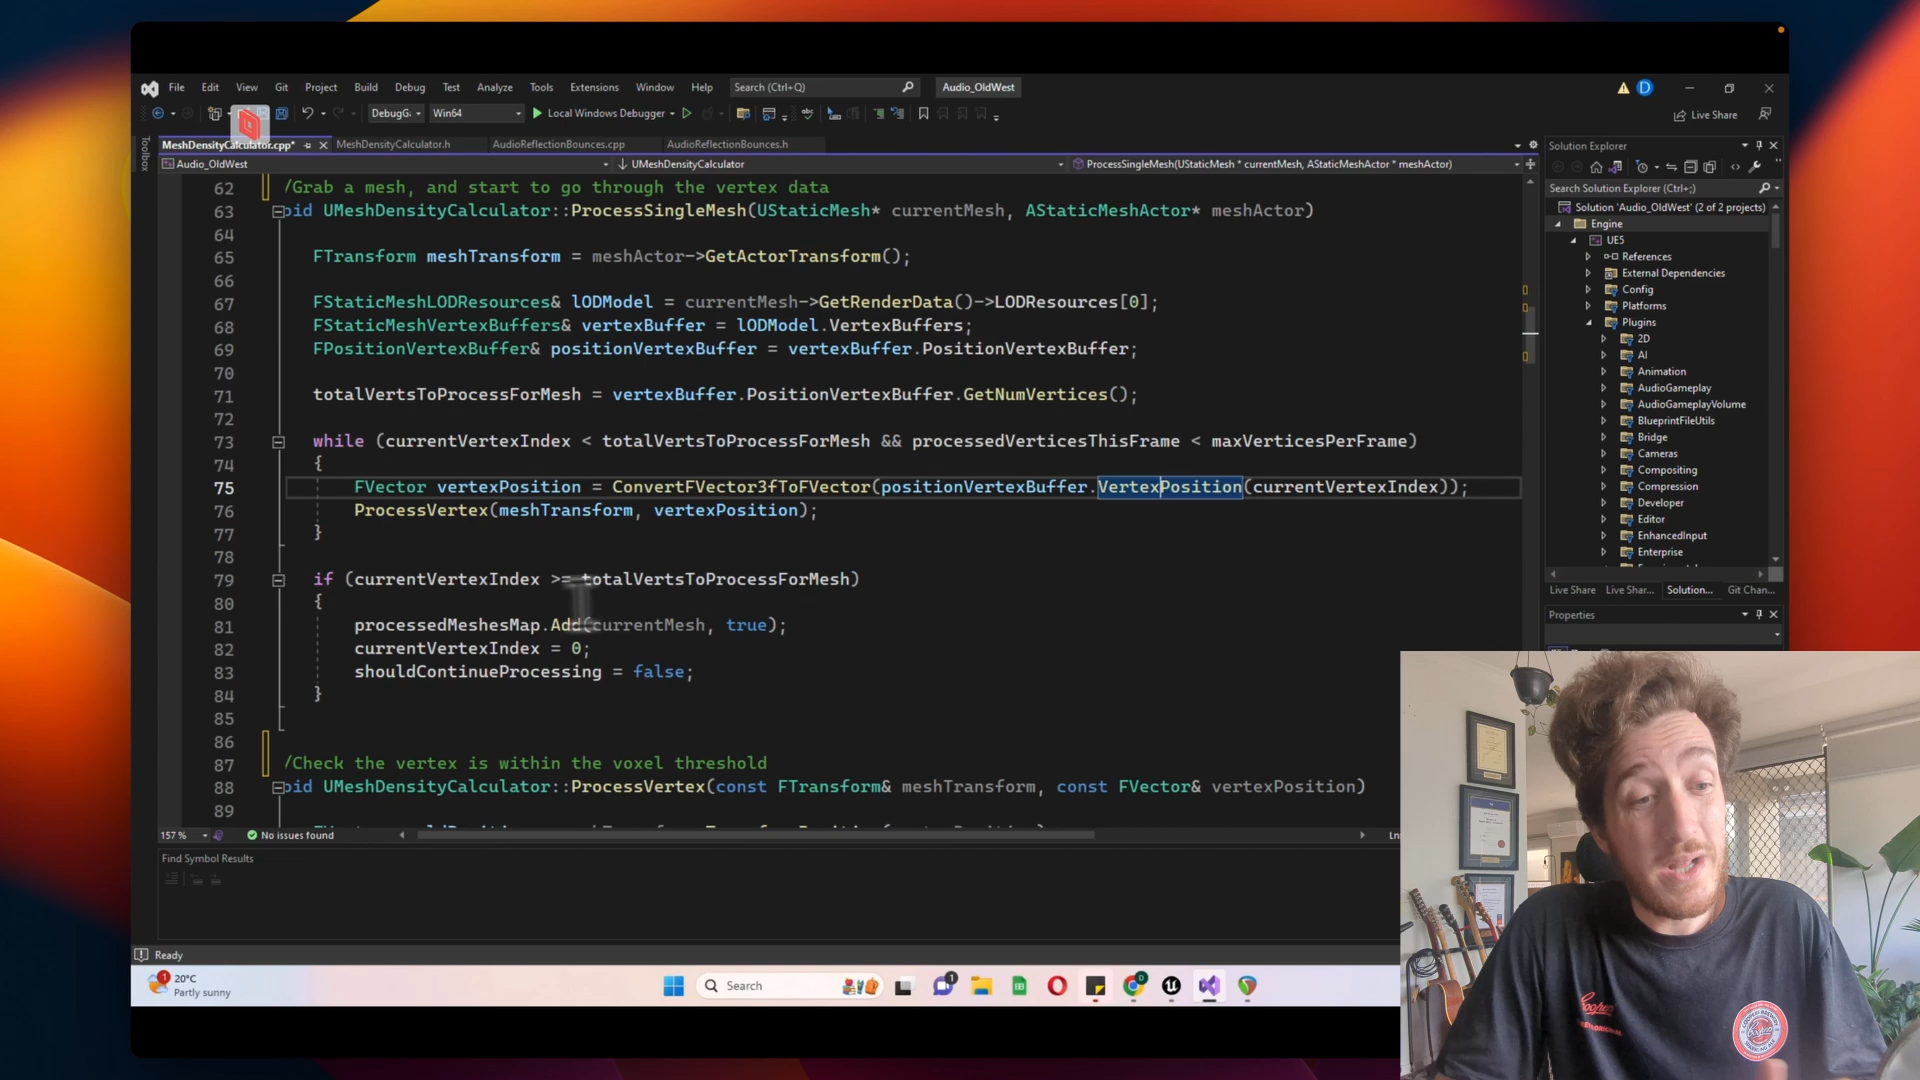 File Edit View Git Project Build Debug Test Analyze Tools Extensions Window Help Search (Ctrl+Q) Audio_OldWest
DebugG Win64 Local Windows Debugger Live Share
MeshDensityCalculator.cpp* MeshDensityCalculator.h AudioReflectionBounces.cpp AudioReflectionBounces.h
Audio_OldWest UMeshDensityCalculator ProcessSingleMesh(UStaticMesh * currentMesh, AStaticMeshActor * meshActor)
Toolbox
62 /Grab a mesh, and start to go through the vertex data
63 oid UMeshDensityCalculator::ProcessSingleMesh(UStaticMesh* currentMesh, AStaticMeshActor* meshActor)
64
65 FTransform meshTransform = meshActor->GetActorTransform();
66
67 FStaticMeshLODResources& lODModel = currentMesh->GetRenderData()->LODResources[0];
68 FStaticMeshVertexBuffers& vertexBuffer = lODModel.VertexBuffers;
69 FPositionVertexBuffer& positionVertexBuffer = vertexBuffer.PositionVertexBuffer;
70
71 totalVertsToProcessForMesh = vertexBuffer.PositionVertexBuffer.GetNumVertices();
72
73 while (currentVertexIndex < totalVertsToProcessForMesh && processedVerticesThisFrame < maxVerticesPerFrame)
74 {
75 FVector vertexPosition = ConvertFVector3fToFVector(positionVertexBuffer.VertexPosition(currentVertexIndex));
76 ProcessVertex(meshTransform, vertexPosition);
77 }
78
79 if (currentVertexIndex >= totalVertsToProcessForMesh)
80 {
81 processedMeshesMap.Add(currentMesh, true);
82 currentVertexIndex = 0;
83 shouldContinueProcessing = false;
84 }
85
86
87 /Check the vertex is within the voxel threshold
88 oid UMeshDensityCalculator::ProcessVertex(const FTransform& meshTransform, const FVector& vertexPosition)
89
157 % No issues found Ln
Find Symbol Results
Ready
Solution Explorer
Search Solution Explorer (Ctrl+;)
Solution 'Audio_OldWest' (2 of 2 projects)
Engine
UE5
References
External Dependencies
Config
Platforms
Plugins
2D
AI
Animation
AudioGameplay
AudioGameplayVolume
BlueprintFileUtils
Bridge
Cameras
Compositing
Compression
Developer
Editor
EnhancedInput
Enterprise
Live Share Live Shar... Solution... Git Chan...
Properties
1 20°C
Partly sunny
Search
1
D
Cooper